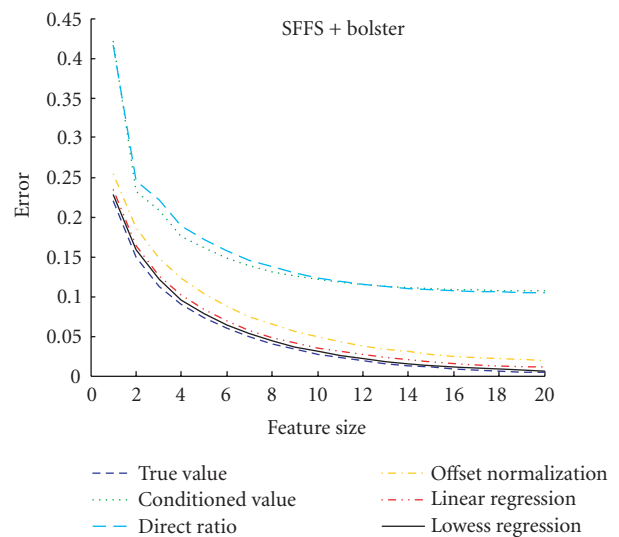 SFFS + bolster
Error
0.45
0.4
0.35
0.3
0.25
0.2
0.15
0.1
0.05
0
0 2 4 6 8 10 12 14 16 18 20
Feature size
True value
Conditioned value
Direct ratio
Offset normalization
Linear regression
Lowess regression